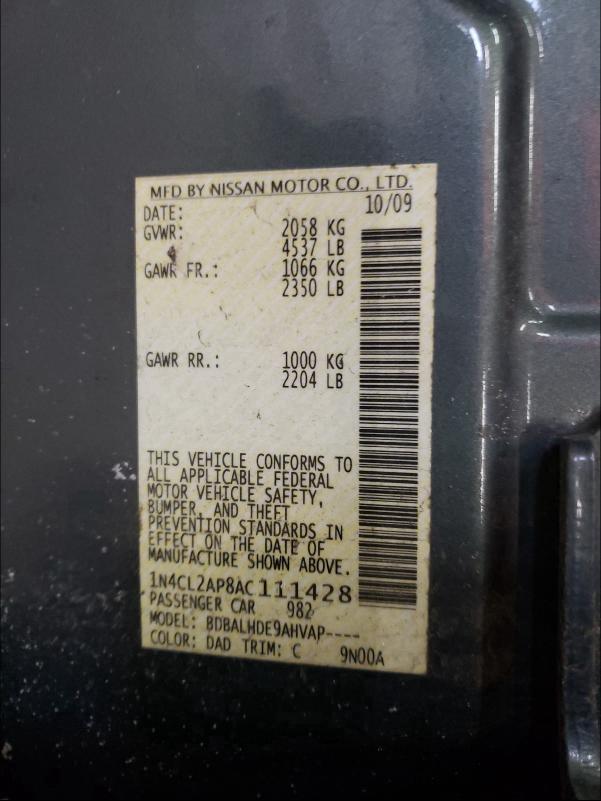 MFD BY NISSAN MOTOR CO., LTD.
DATE: 10/09
GVWR: 2058 KG
4537 LB
GAWR FR.: 1066 KG
2350 LB
GAWR RR.: 1000 KG
2204 LB
THIS VEHICLE CONFORMS TO
ALL APPLICABLE FEDERAL
MOTOR VEHICLE SAFETY,
BUMPER, AND THEFT
PREVENTION STANDARDS IN
EFFECT ON THE DATE OF
MANUFACTURE SHOWN ABOVE.
1N4CL2AP8AC111428
PASSENGER CAR 982
MODEL: BDBALHDE9AHVAP----
COLOR: DAD TRIM: C 9N00A